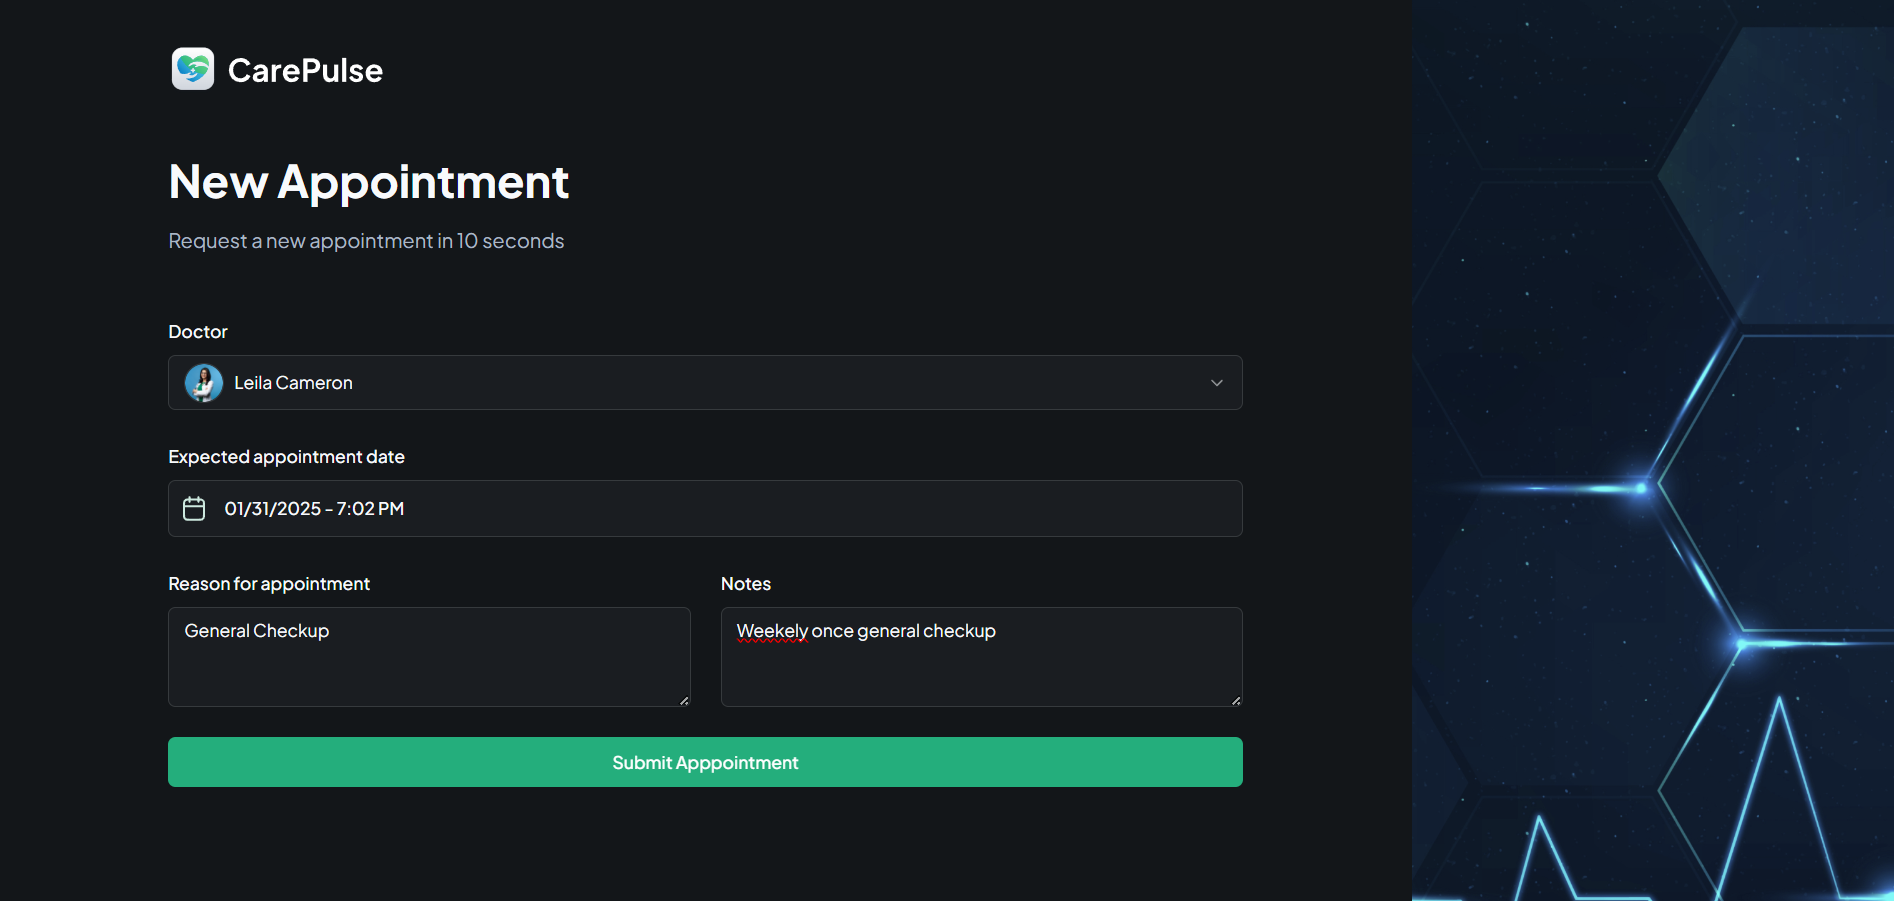 CarePulse
New Appointment
Request a new appointment in 10 seconds
Doctor
Leila Cameron
Expected appointment date
01/31/2025 - 7:02 PM
Reason for appointment
General Checkup
Notes
Weekely once general checkup
Submit Apppointment